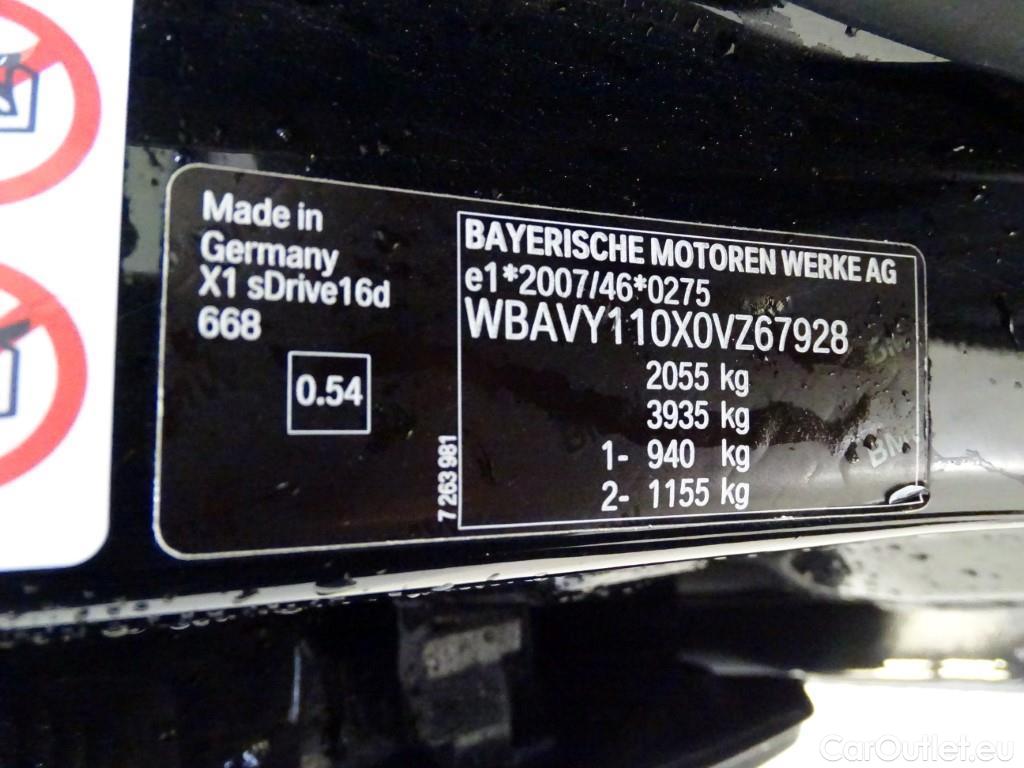 Made in
Germany
X1 sDrive16d
668
0.54
7 263 981
BAYERISCHE MOTOREN WERKE AG
e1*2007/46*0275
WBAVY110X0VZ67928
2055 kg
3935 kg
1- 940 kg
2- 1155 kg
CarOutlet.eu